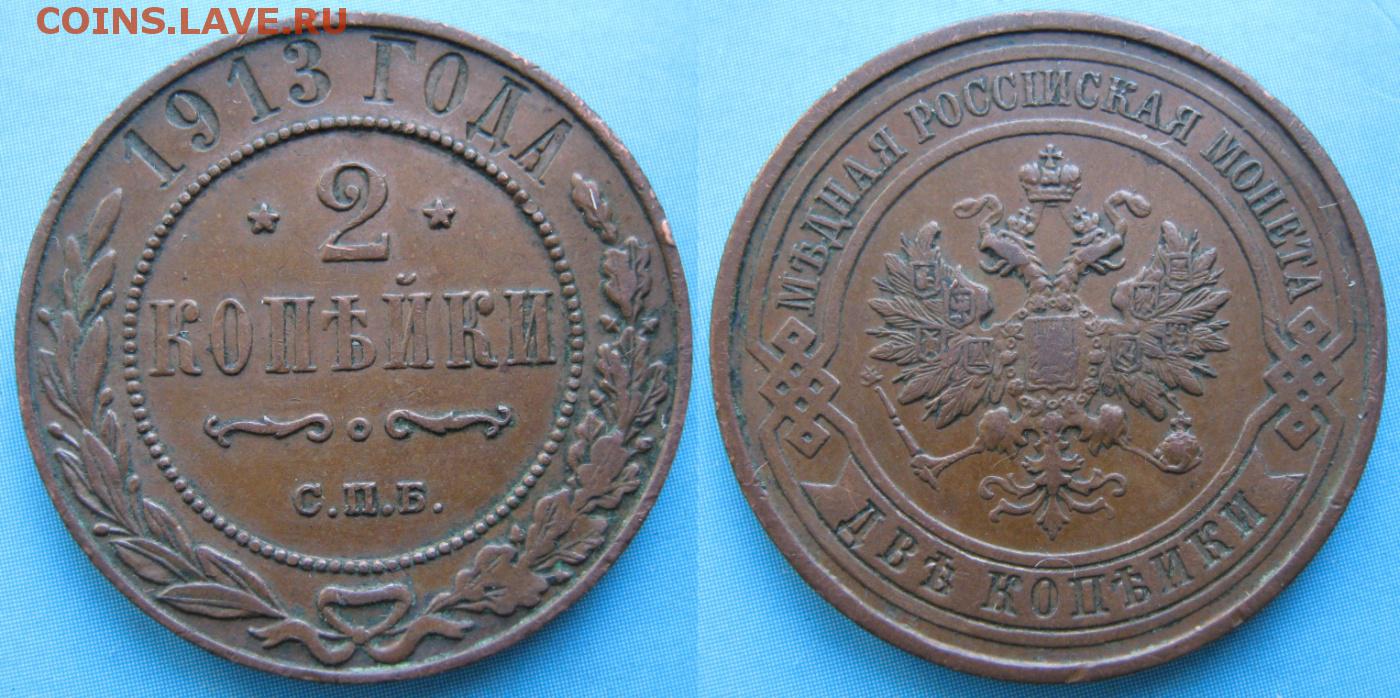 COINS.LAVE.RU
1913 ГОДА
2
КОПѢЙКИ
С.П.Б.
МѢДНАЯ РОССІЙСКАЯ МОНЕТА
ДВѢ КОПѢЙКИ